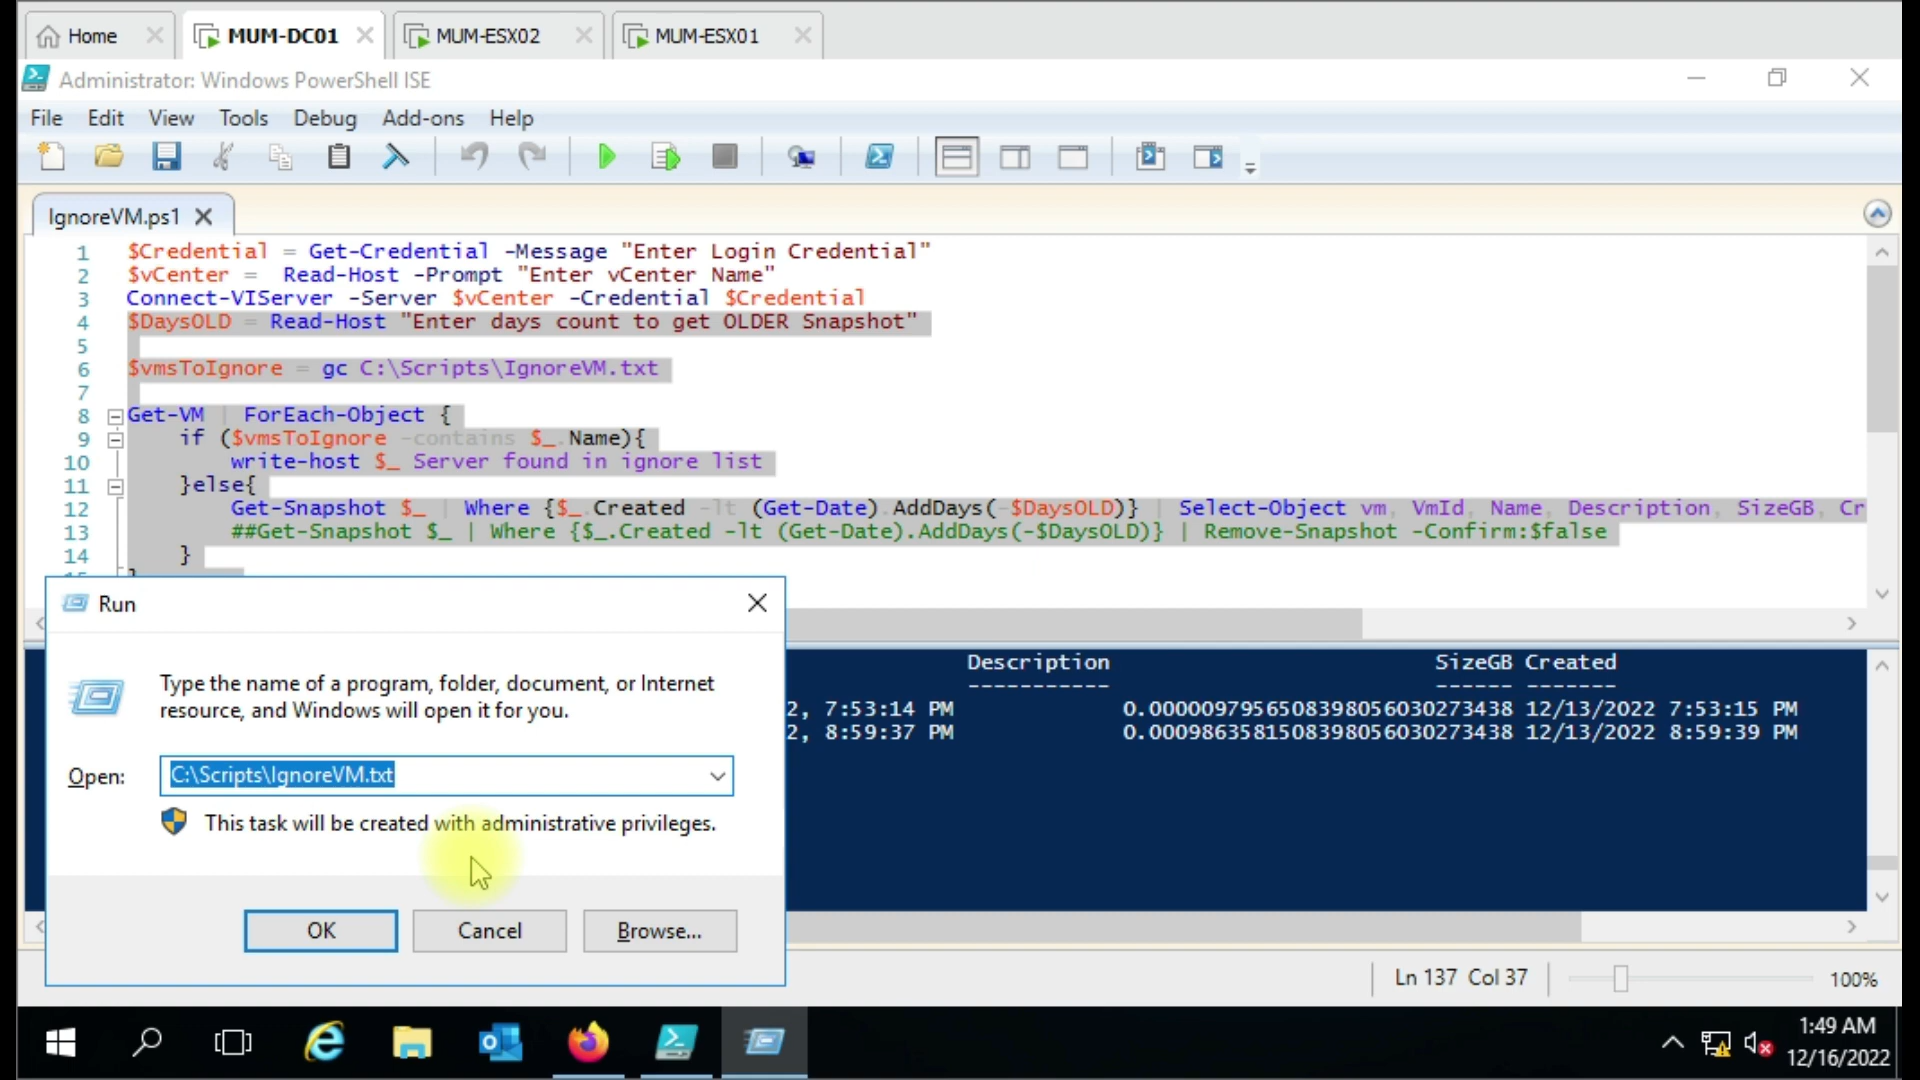 Home
MUM-DC01
MUM-ESX02
MUM-ESX01
Administrator: Windows PowerShell ISE
File Edit View Tools Debug Add-ons Help
IgnoreVM.ps1
1 $Credential = Get-Credential -Message "Enter Login Credential"
2 $vCenter = Read-Host -Prompt "Enter vCenter Name"
3 Connect-VIServer -Server $vCenter -Credential $Credential
4 $DaysOLD = Read-Host "Enter days count to get OLDER Snapshot"
5
6 $vmsToIgnore = gc C:\Scripts\IgnoreVM.txt
7
8 Get-VM | ForEach-Object {
9 if ($vmsToIgnore -contains $_.Name){
10 write-host $_ Server found in ignore list
11 }else{
12 Get-Snapshot $_ | Where {$_.Created -lt (Get-Date).AddDays(-$DaysOLD)} | Select-Object vm, VmId, Name, Description, SizeGB, Cr
13 ##Get-Snapshot $_ | Where {$_.Created -lt (Get-Date).AddDays(-$DaysOLD)} | Remove-Snapshot -Confirm:$false
14 }
Description SizeGB Created
----------- ------ -------
2, 7:53:14 PM 0.0000097956508398056030273438 12/13/2022 7:53:15 PM
2, 8:59:37 PM 0.0009863581508398056030273438 12/13/2022 8:59:39 PM
Run
Type the name of a program, folder, document, or Internet
resource, and Windows will open it for you.
Open: C:\Scripts\IgnoreVM.txt
This task will be created with administrative privileges.
OK Cancel Browse...
Ln 137 Col 37
100%
1:49 AM
12/16/2022